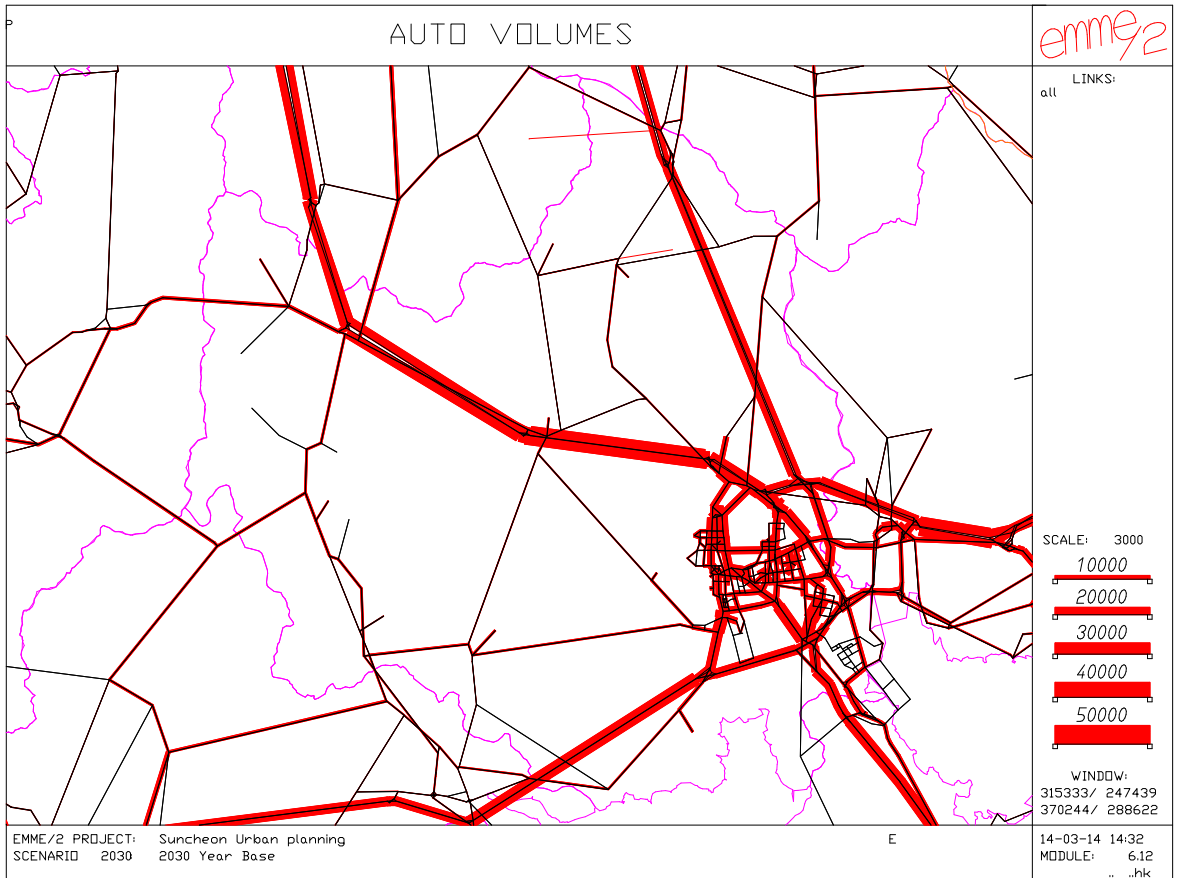 P
AUTO VOLUMES
emme/2
LINKS:
all
SCALE: 3000
10000
20000
30000
40000
50000
WINDOW:
315333/ 247439
370244/ 288622
EMME/2 PROJECT: Suncheon Urban planning
E
SCENARIO 2030 2030 Year Base
14-03-14 14:32
MODULE: 6.12
.. ..hk